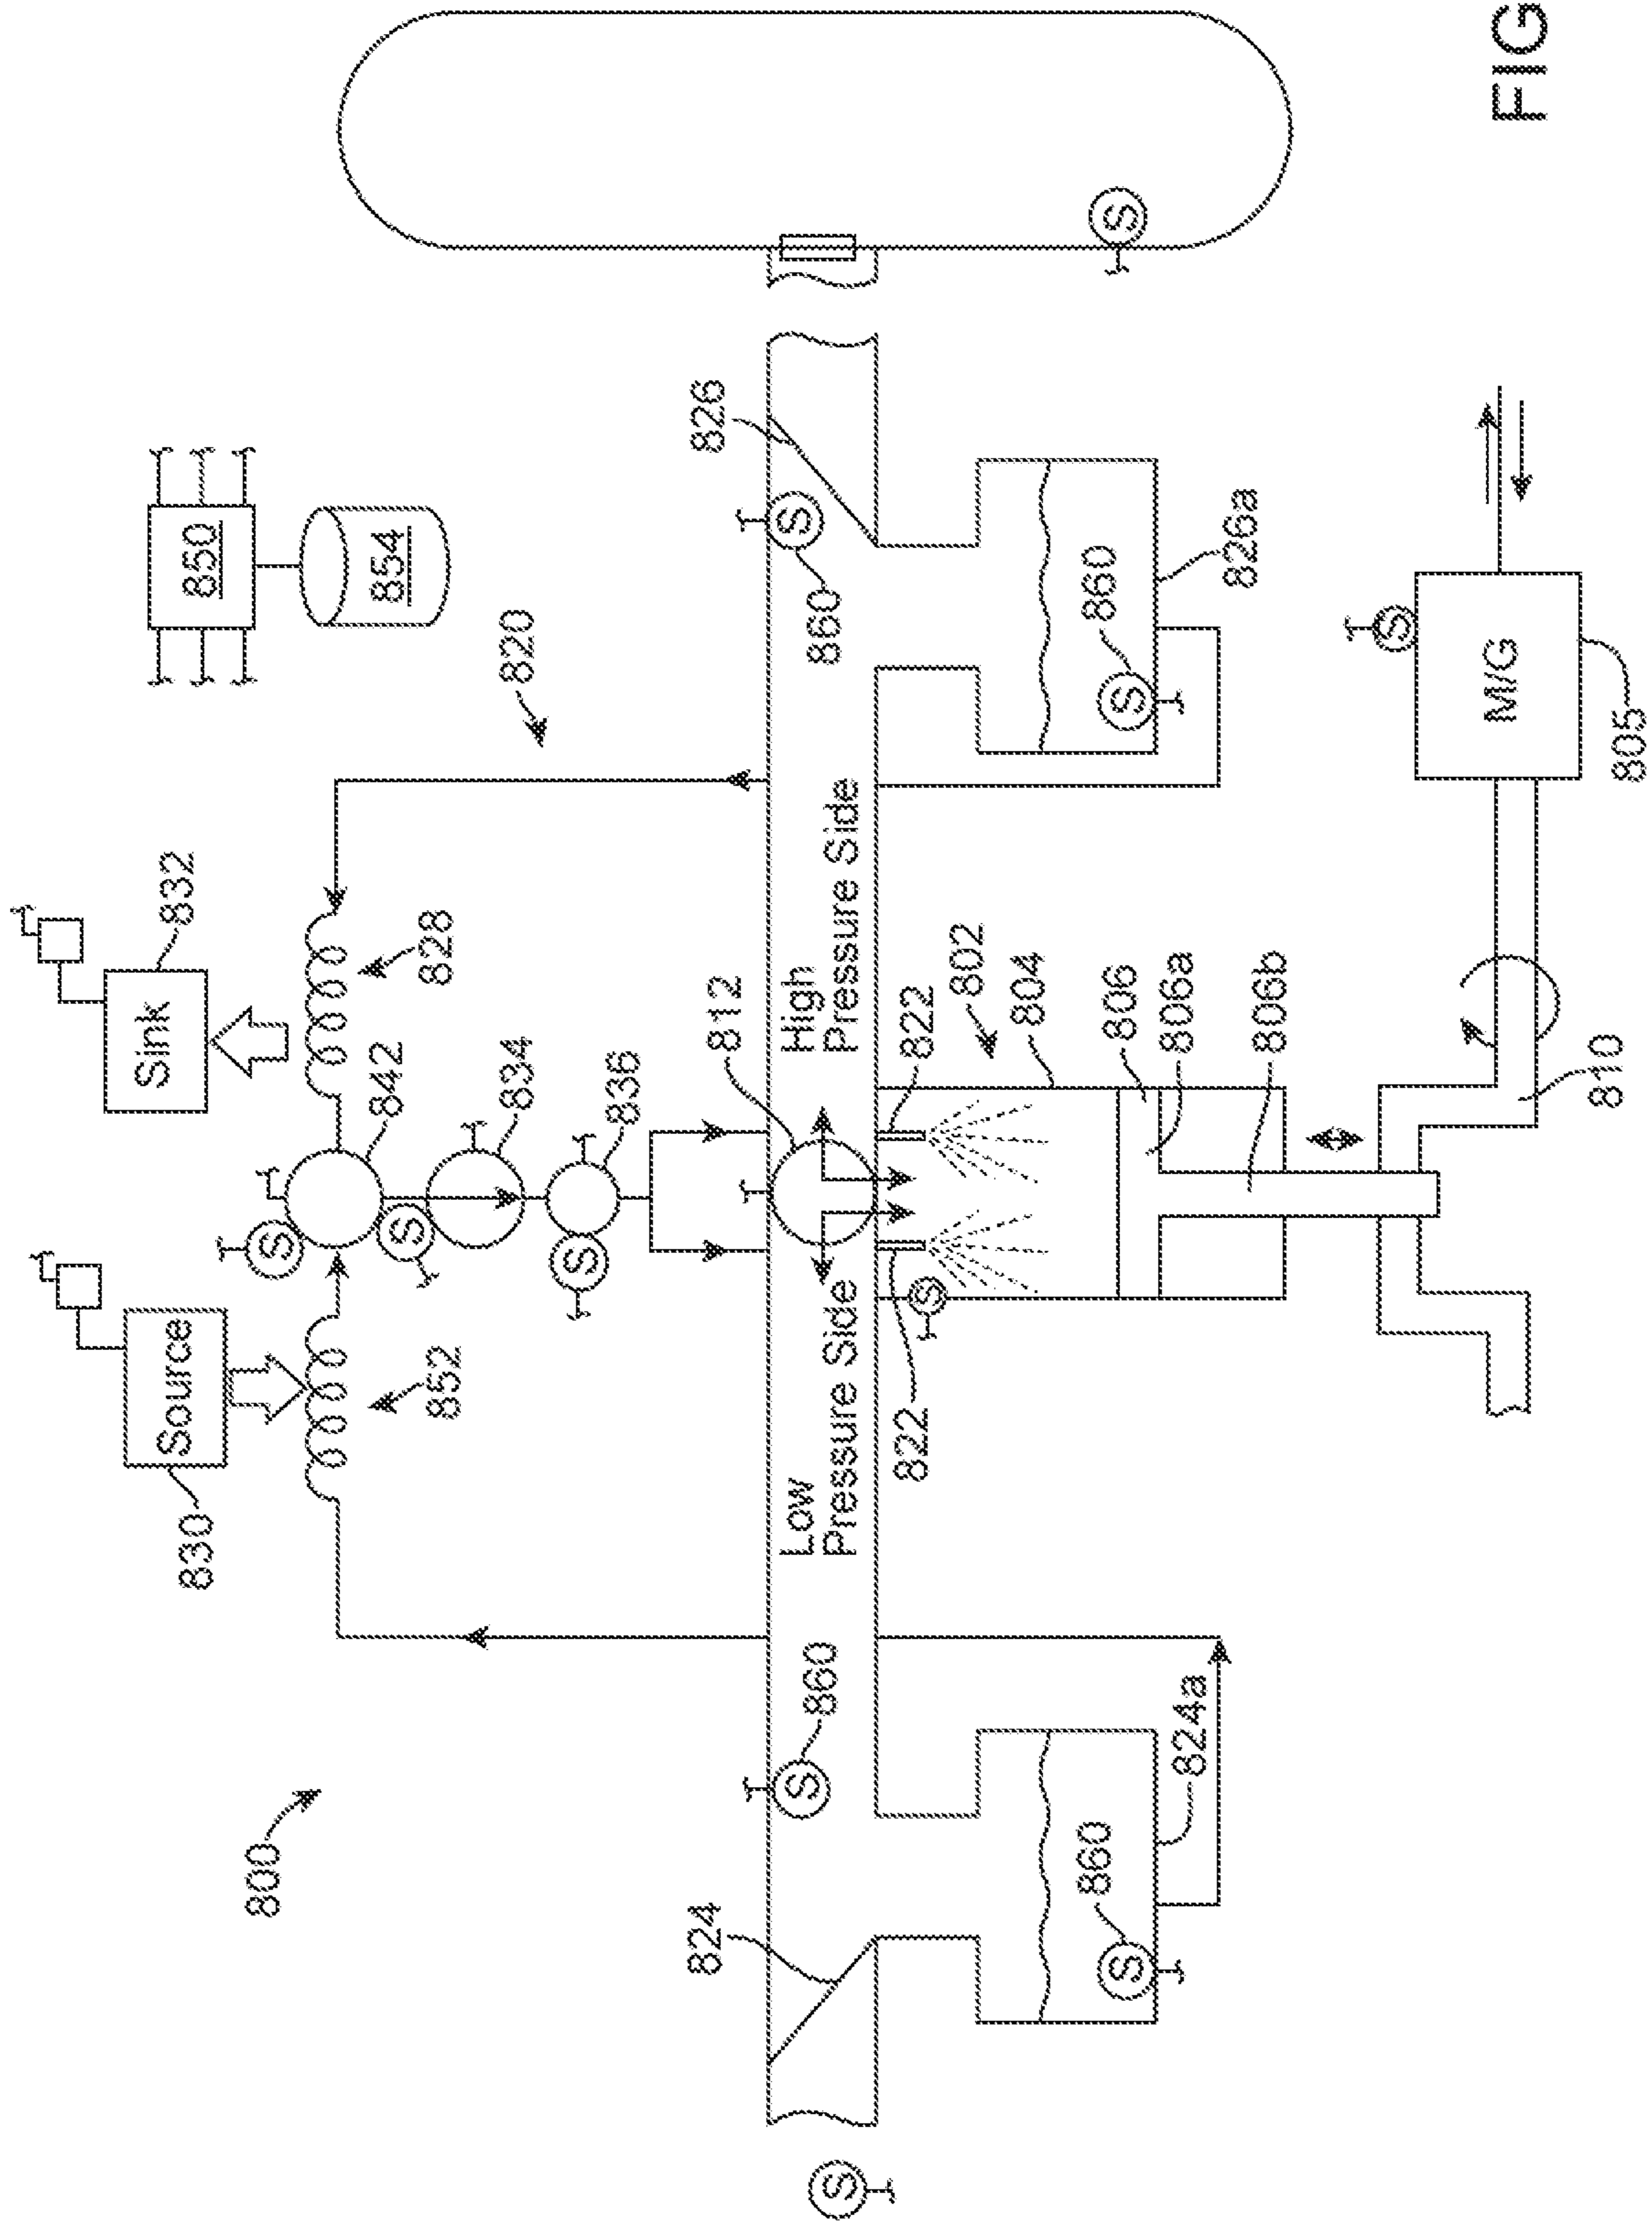 Sink
832
Source
830
850
800
S
842
854
S
852
828
820
S
834
836
824
812
826
S
860
Low
Pressure Side
High
Pressure Side
S
860
S
822
S
822
802
804
860
S
806
860
S
S
824a
806a
826a
806b
S
M/G
FIG
810
805